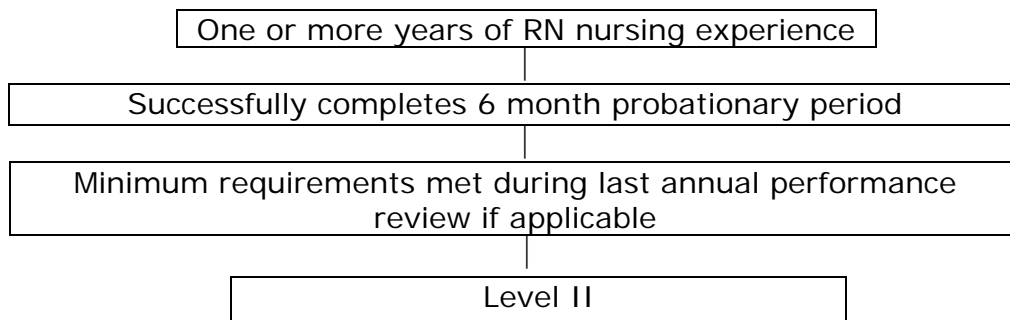 One or more years of RN nursing experience
Successfully completes 6 month probationary period
Minimum requirements met during last annual performance
review if applicable
Level II